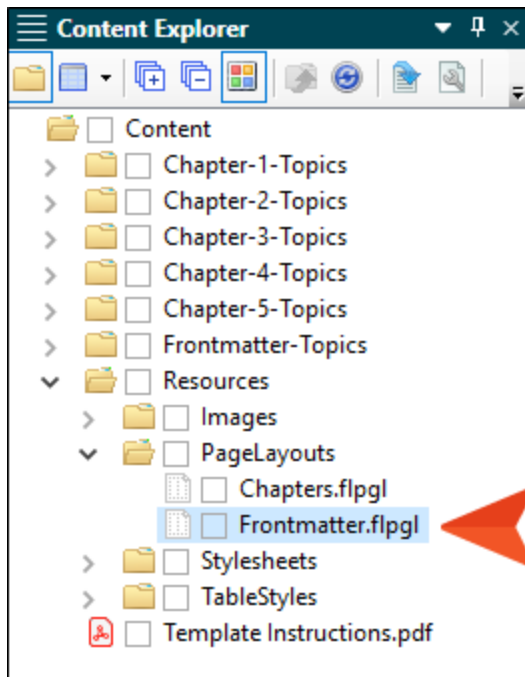 Content Explorer
Content
Chapter-1-Topics
Chapter-2-Topics
Chapter-3-Topics
Chapter-4-Topics
Chapter-5-Topics
Frontmatter-Topics
Resources
Images
PageLayouts
Chapters.flpgl
Frontmatter.flpgl
Stylesheets
TableStyles
Template Instructions.pdf